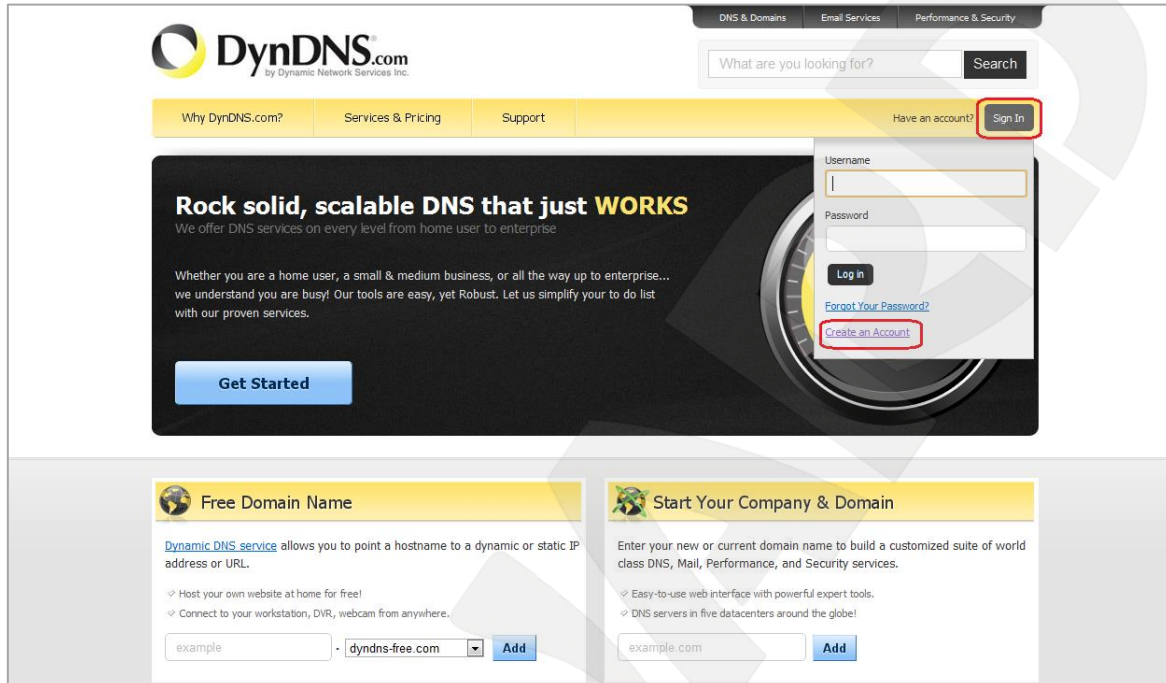 DNS & Domains Email Services Performance & Security
DynDNS.com
by Dynamic Network Services Inc.
What are you looking for? Search
Why DynDNS.com? Services & Pricing Support Have an account? Sign In
Username
Password
Log in
Forgot Your Password?
Create an Account
Rock solid, scalable DNS that just WORKS
We offer DNS services on every level from home user to enterprise
Whether you are a home user, a small & medium business, or all the way up to enterprise...
we understand you are busy! Our tools are easy, yet Robust. Let us simplify your to do list
with our proven services.
Get Started
Free Domain Name
Dynamic DNS service allows you to point a hostname to a dynamic or static IP
address or URL.
Host your own website at home for free!
Connect to your workstation, DVR, webcam from anywhere.
example . dyndns-free.com Add
Start Your Company & Domain
Enter your new or current domain name to build a customized suite of world
class DNS, Mail, Performance, and Security services.
Easy-to-use web interface with powerful expert tools.
DNS servers in five datacenters around the globe!
example.com Add